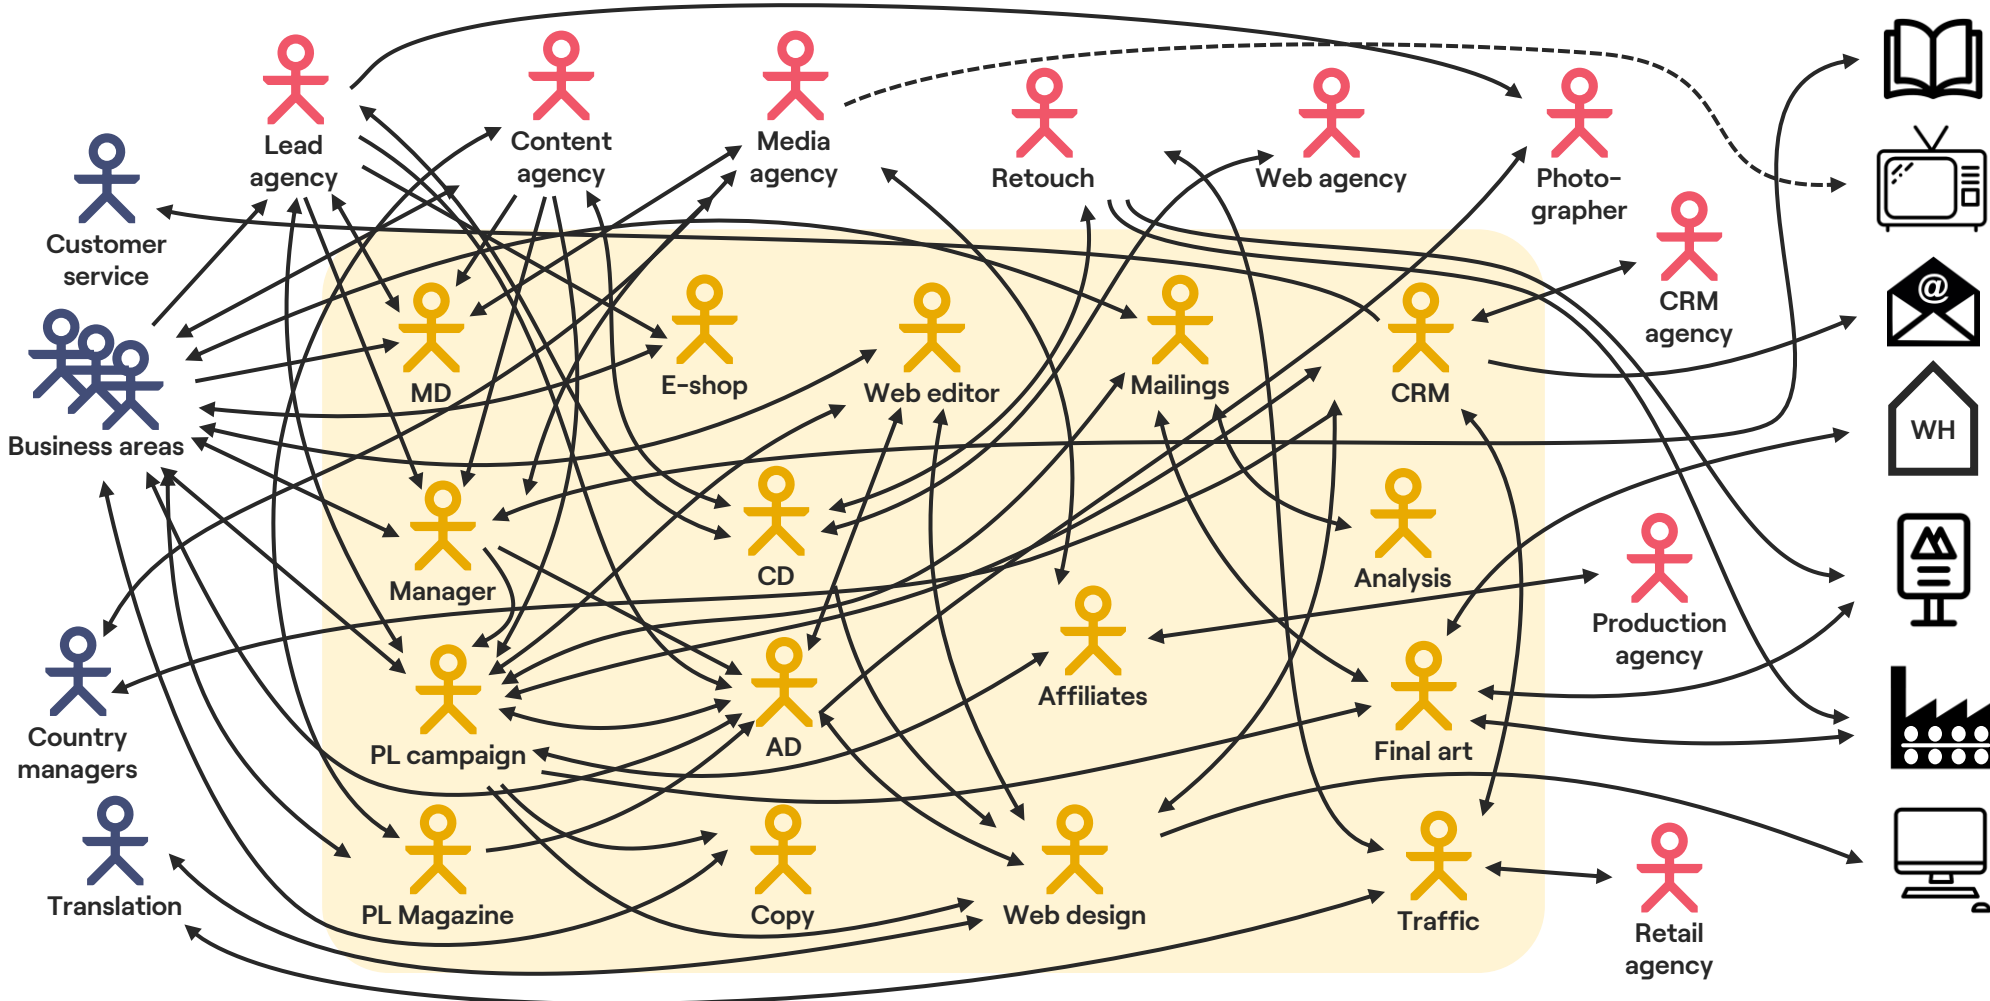 Lead
agency
Content
agency
Media
agency
Retouch
Web agency
Photo-
grapher
Customer
service
CRM
agency
@
MD
E-shop
Web editor
Mailings
CRM
WH
Business areas
Manager
CD
Analysis
Production
agency
Affiliates
Country
managers
PL campaign
AD
Final art
Translation
PL Magazine
Copy
Web design
Traffic
Retail
agency